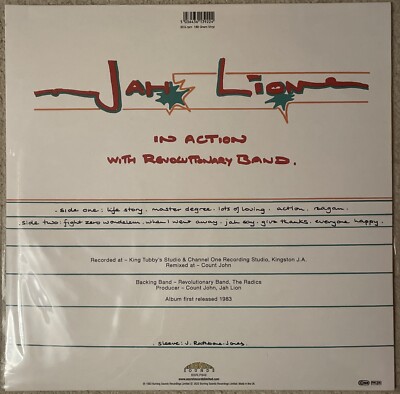 JAH LION
IN ACTION
WITH REVOLUTIONARY BAND.
side one: life story. master degree. lots of loving. action. reagan.
side two: fight zero wondelem. when I went away. jah say. give thanks. everyone happy.
Recorded at – King Tubby's Studio & Channel One Recording Studio, Kingston J.A.
Remixed at – Count John
Backing Band – Revolutionary Band, The Radics
Producer – Count John, Jah Lion
Album first released 1983
sleeve: J. Rathbone-Jones.